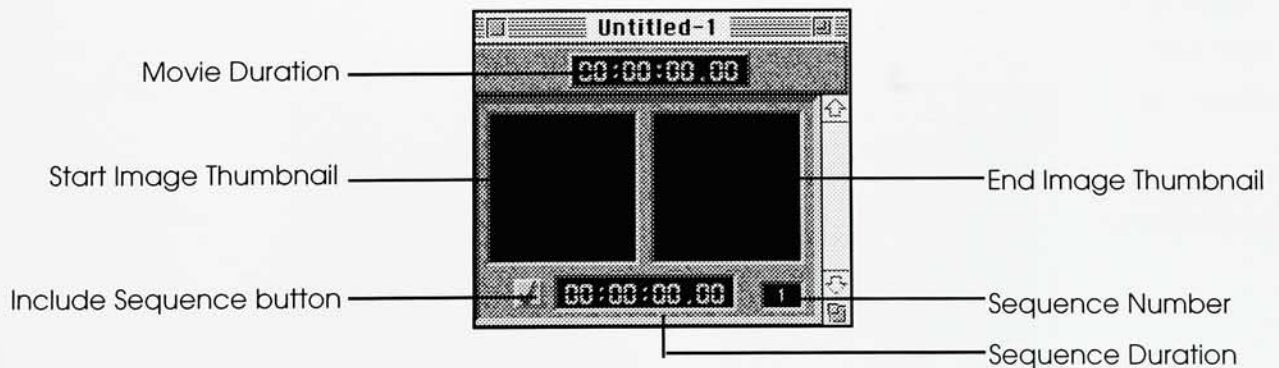 Untitled-1
Movie Duration
00:00:00.00
Start Image Thumbnail
End Image Thumbnail
Include Sequence button
00:00:00.00
1
Sequence Number
Sequence Duration